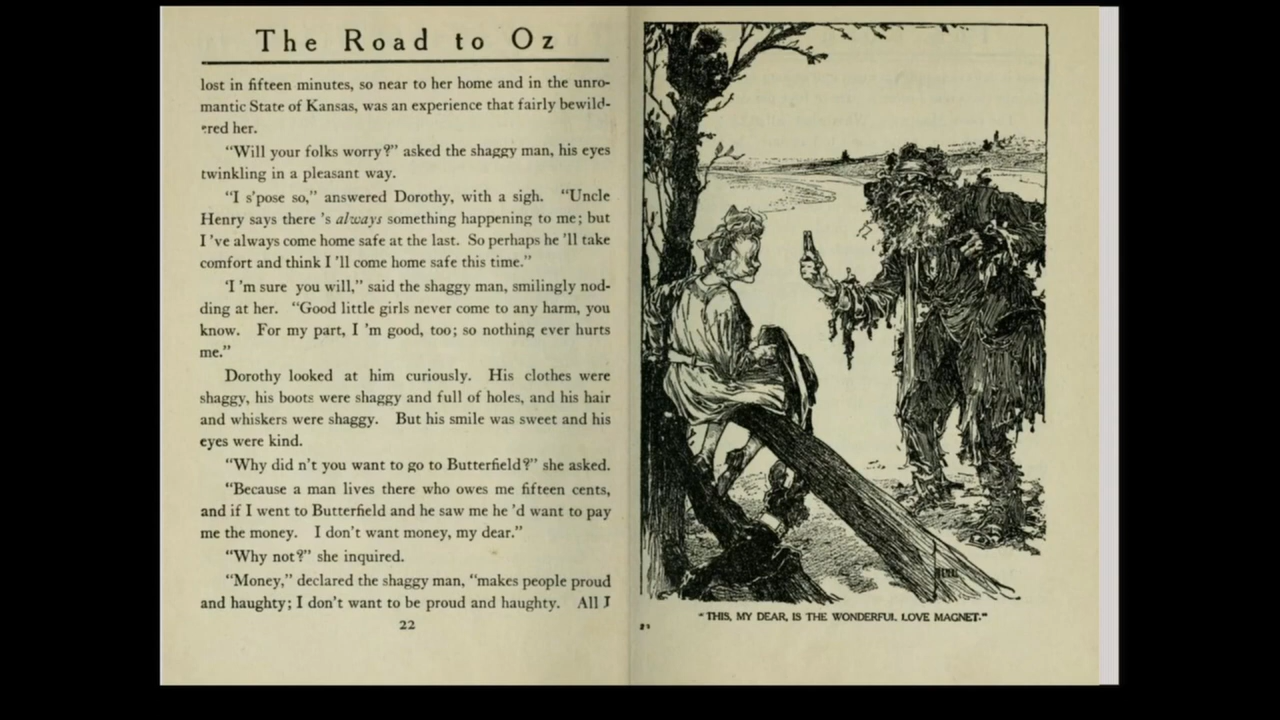 The Road to Oz
lost in fifteen minutes, so near to her home and in the unro-
mantic State of Kansas, was an experience that fairly bewild-
ered her.
"Will your folks worry?" asked the shaggy man, his eyes
twinkling in a pleasant way.
"I s'pose so," answered Dorothy, with a sigh. "Uncle
Henry says there 's always something happening to me; but
I 've always come home safe at the last. So perhaps he 'll take
comfort and think I 'll come home safe this time."
'I 'm sure you will," said the shaggy man, smilingly nod-
ding at her. "Good little girls never come to any harm, you
know. For my part, I 'm good, too; so nothing ever hurts
me."
Dorothy looked at him curiously. His clothes were
shaggy, his boots were shaggy and full of holes, and his hair
and whiskers were shaggy. But his smile was sweet and his
eyes were kind.
"Why did n't you want to go to Butterfield?" she asked.
"Because a man lives there who owes me fifteen cents,
and if I went to Butterfield and he saw me he 'd want to pay
me the money. I don't want money, my dear."
"Why not?" she inquired.
"Money," declared the shaggy man, "makes people proud
and haughty; I don't want to be proud and haughty. All I
22
"THIS, MY DEAR, IS THE WONDERFUL LOVE MAGNET."